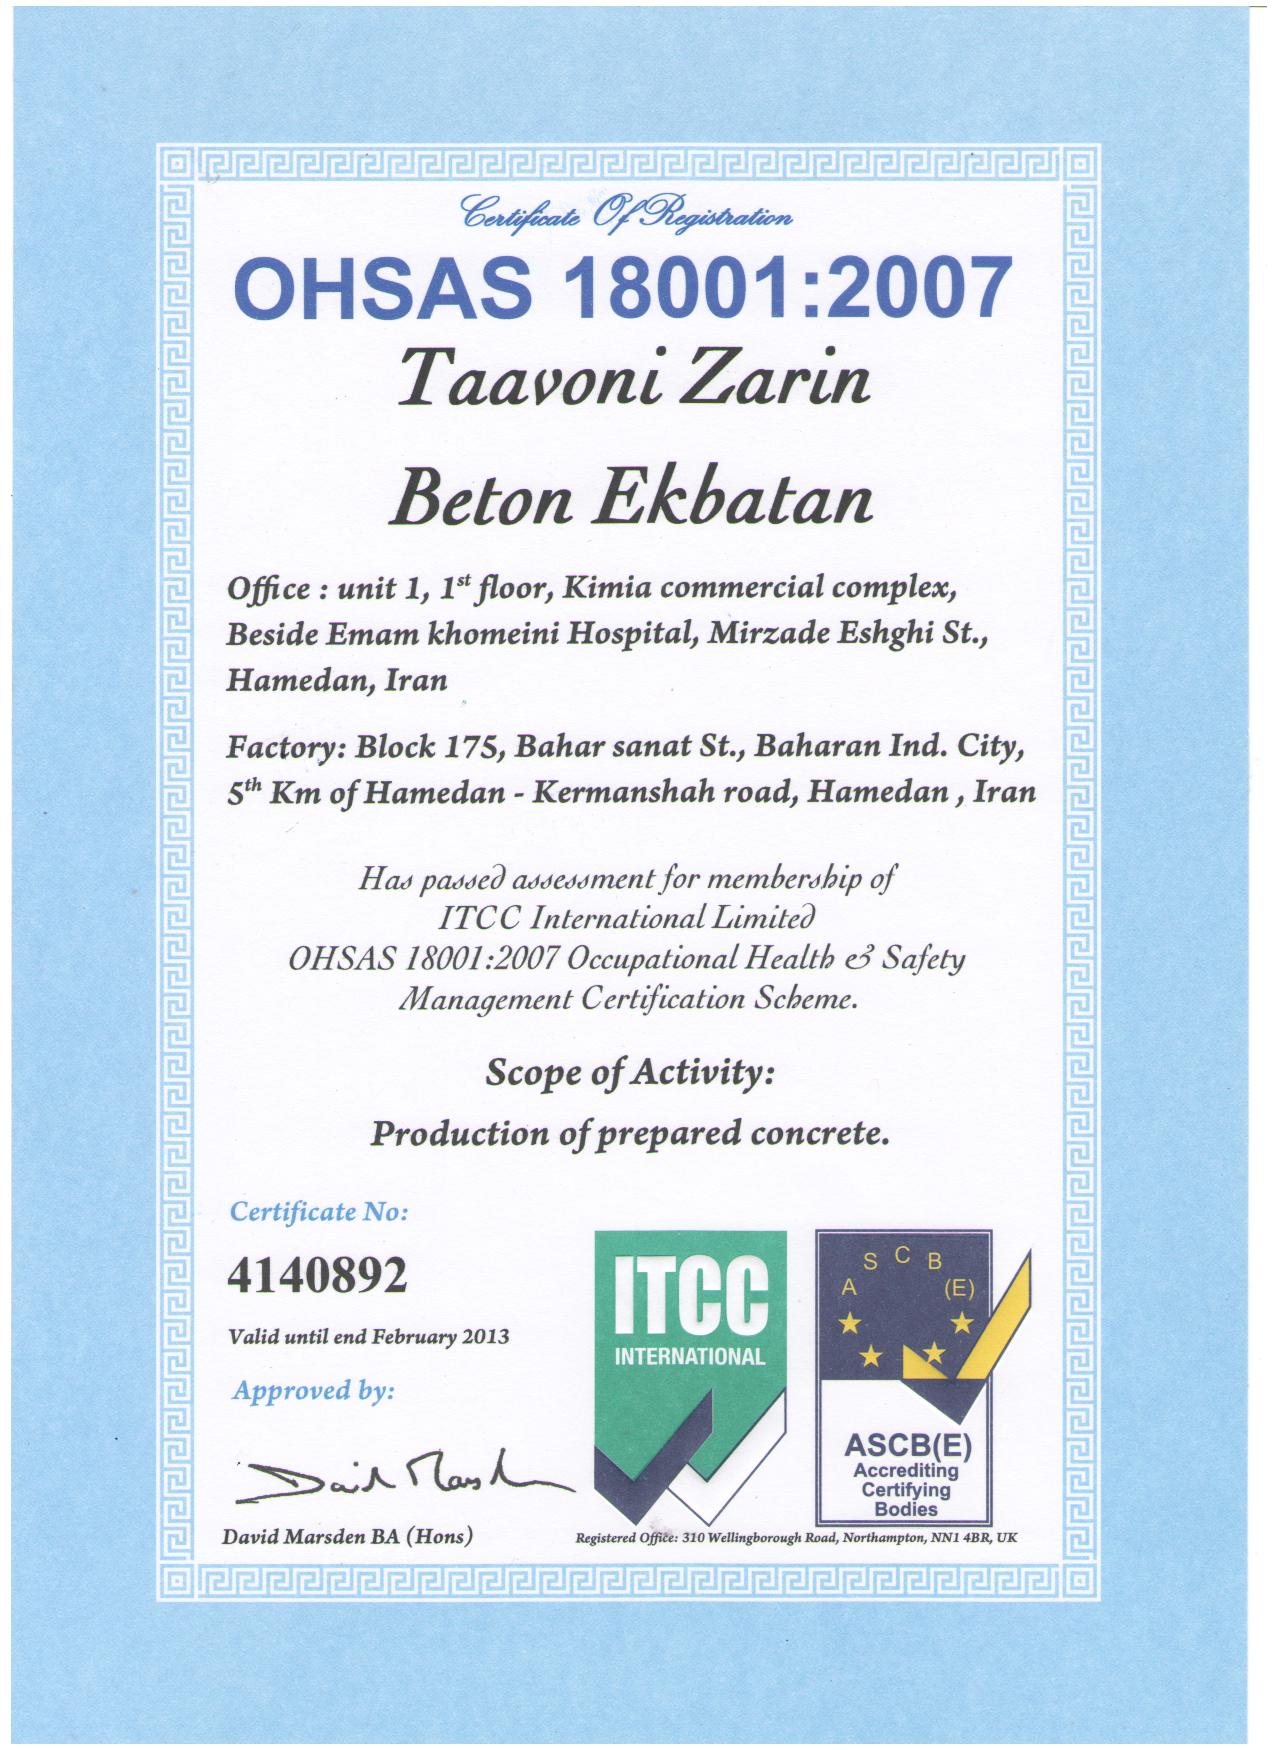 Certificate Of Registration
OHSAS 18001:2007
Taavoni Zarin
Beton Ekbatan
Office : unit 1, 1st floor, Kimia commercial complex,
Beside Emam khomeini Hospital, Mirzade Eshghi St.,
Hamedan, Iran
Factory: Block 175, Bahar sanat St., Baharan Ind. City,
5th Km of Hamedan - Kermanshah road, Hamedan , Iran
Has passed assessment for membership of
ITCC International Limited
OHSAS 18001:2007 Occupational Health & Safety
Management Certification Scheme.
Scope of Activity:
Production of prepared concrete.
Certificate No:
4140892
Valid until end February 2013
Approved by:
David Marsden
David Marsden BA (Hons)
ITCC
INTERNATIONAL
A S C B (E)
ASCB(E)
Accrediting
Certifying
Bodies
Registered Office: 310 Wellingborough Road, Northampton, NN1 4BR, UK